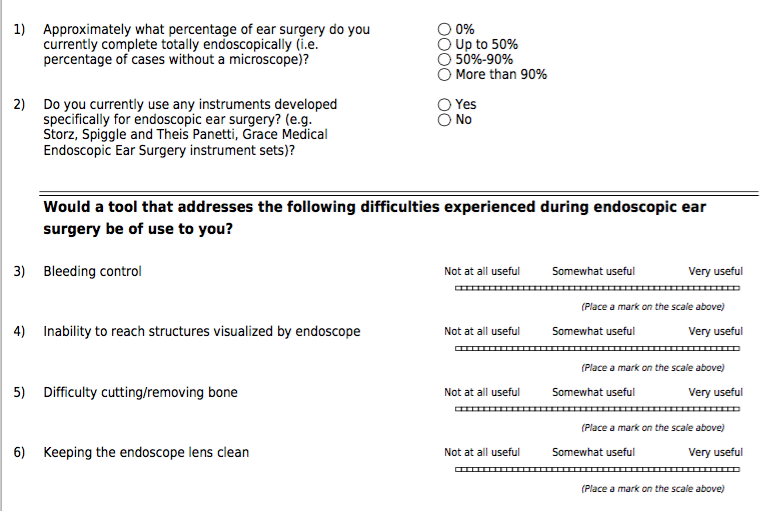 1) Approximately what percentage of ear surgery do you
currently complete totally endoscopically (i.e.
percentage of cases without a microscope)?
0%
Up to 50%
50%-90%
More than 90%
2) Do you currently use any instruments developed
specifically for endoscopic ear surgery? (e.g.
Storz, Spiggle and Theis Panetti, Grace Medical
Endoscopic Ear Surgery instrument sets)?
Yes
No
Would a tool that addresses the following difficulties experienced during endoscopic ear
surgery be of use to you?
3) Bleeding control
Not at all useful Somewhat useful Very useful
(Place a mark on the scale above)
4) Inability to reach structures visualized by endoscope
Not at all useful Somewhat useful Very useful
(Place a mark on the scale above)
5) Difficulty cutting/removing bone
Not at all useful Somewhat useful Very useful
(Place a mark on the scale above)
6) Keeping the endoscope lens clean
Not at all useful Somewhat useful Very useful
(Place a mark on the scale above)